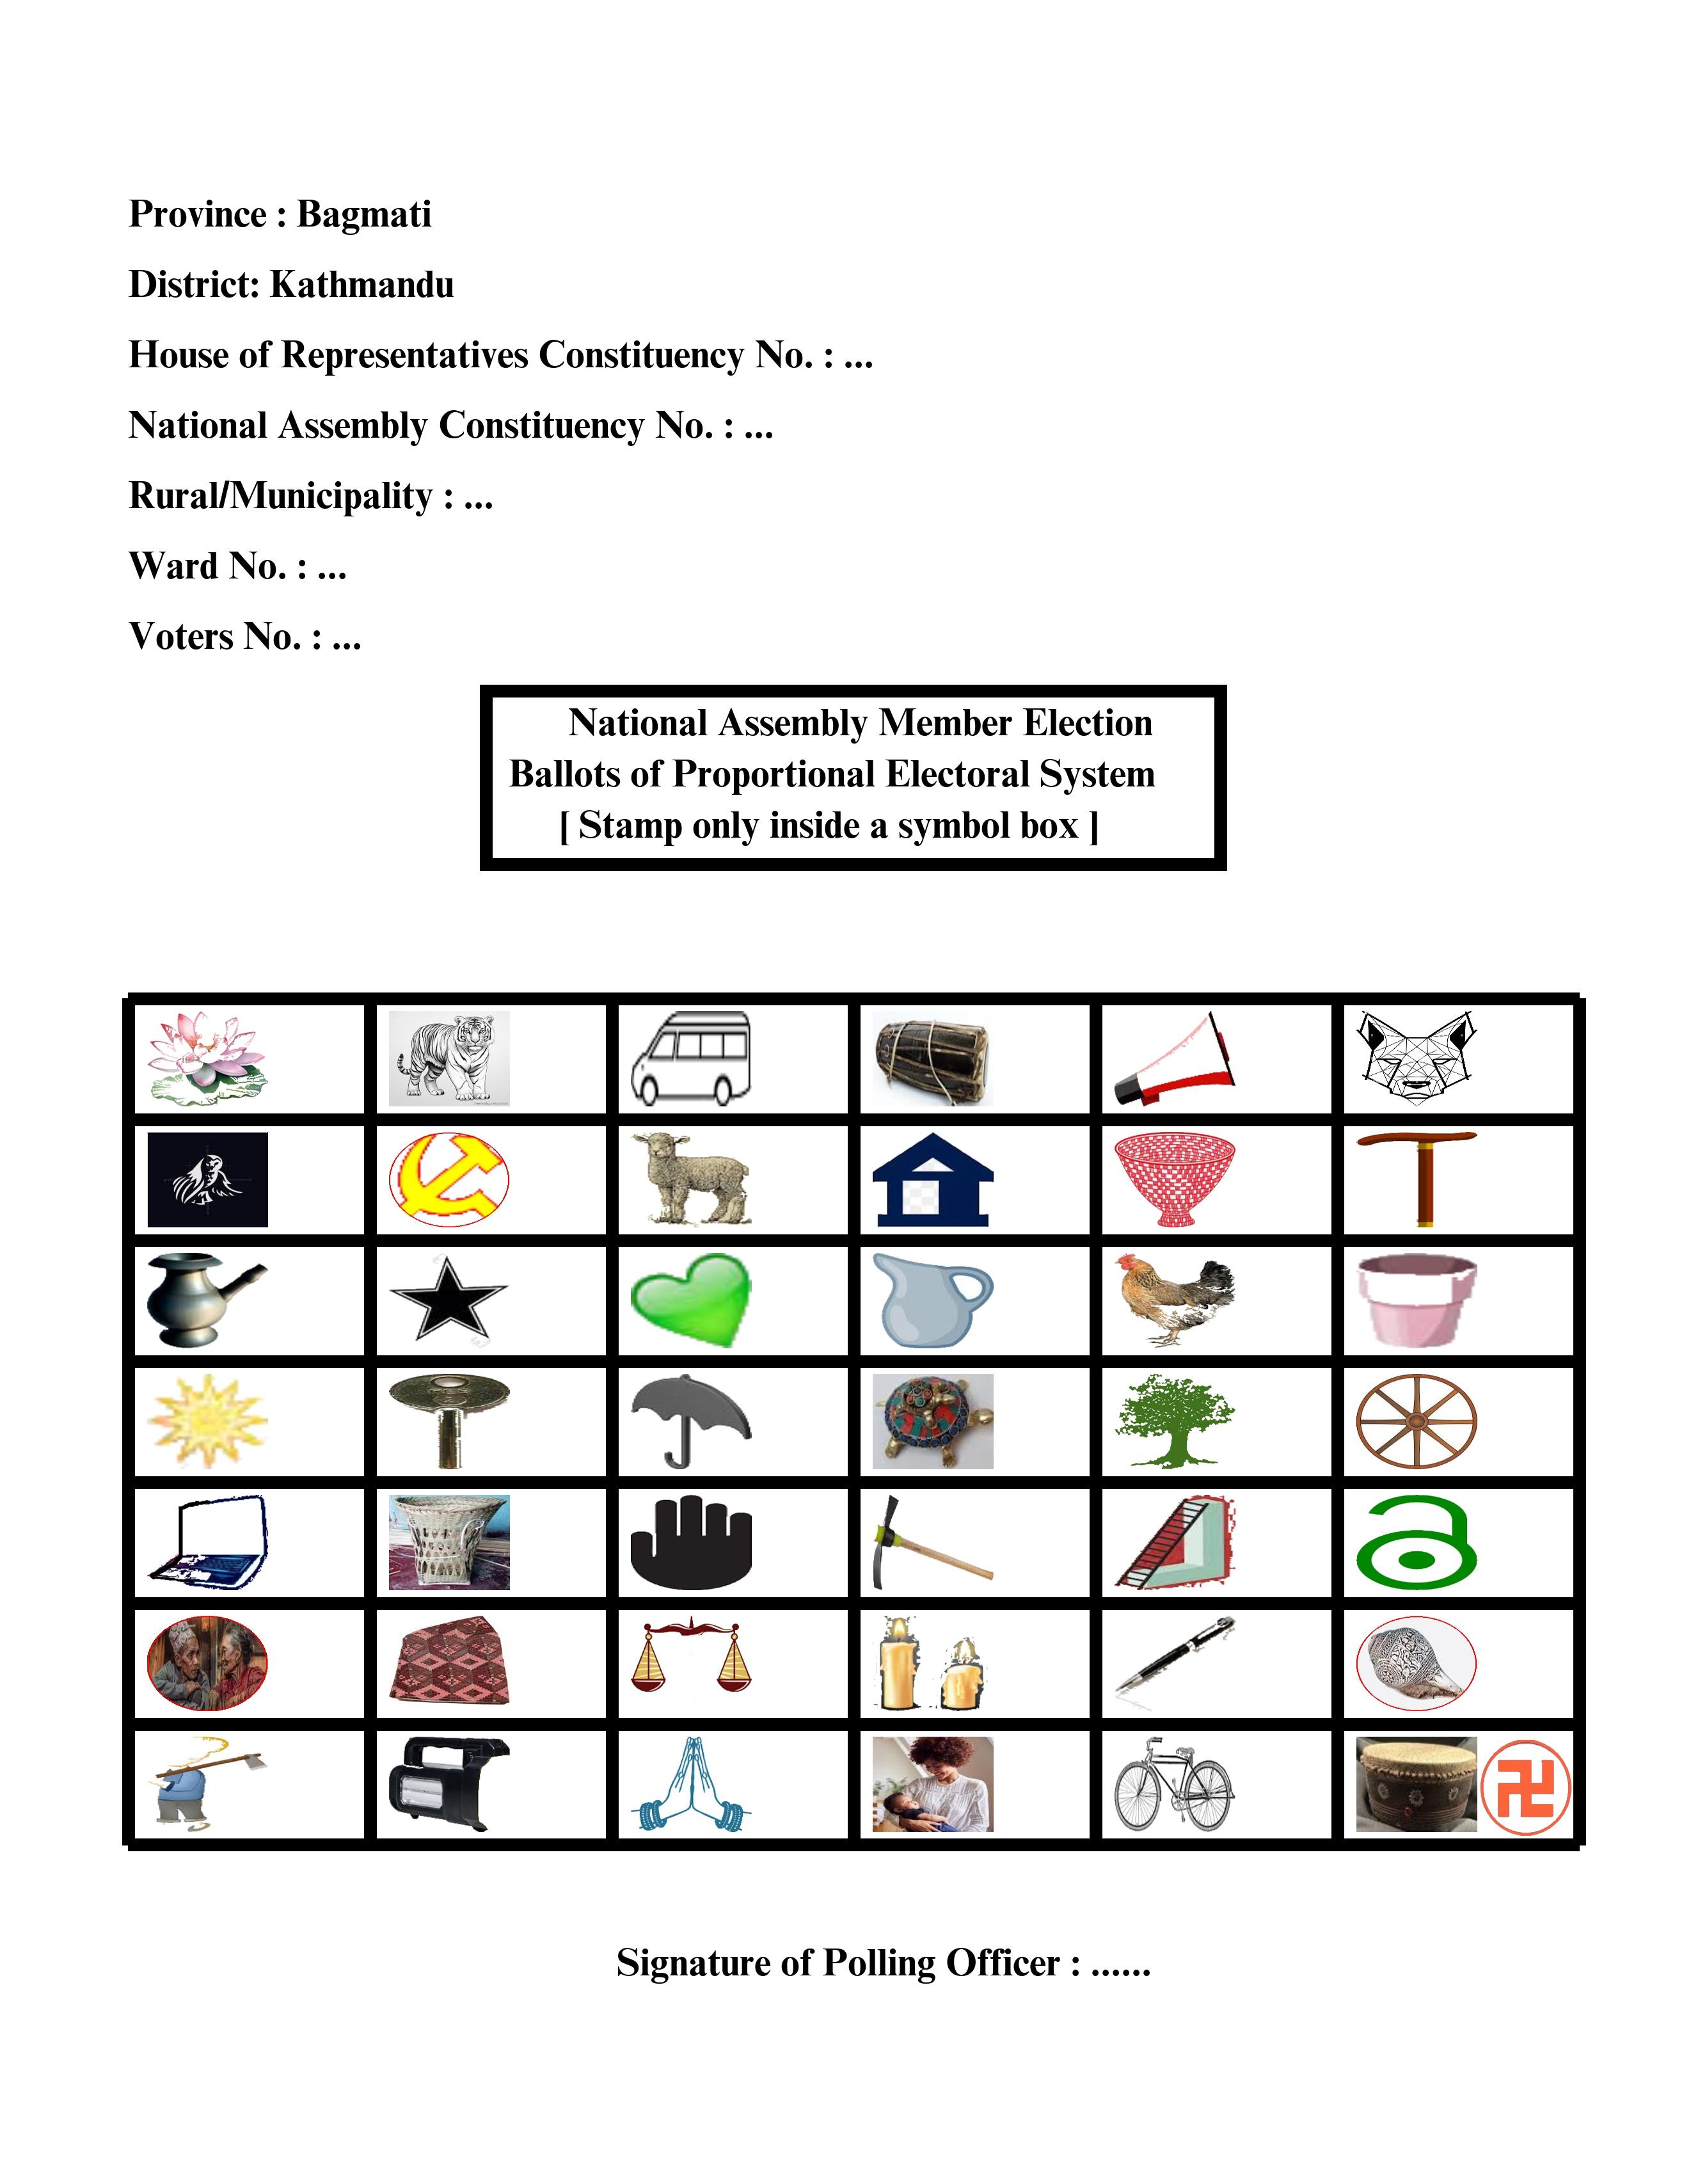 Province : Bagmati
District: Kathmandu
House of Representatives Constituency No. : ...
National Assembly Constituency No. : ...
Rural/Municipality : ...
Ward No. : ...
Voters No. : ...
National Assembly Member Election
Ballots of Proportional Electoral System
[ Stamp only inside a symbol box ]
Signature of Polling Officer : ......